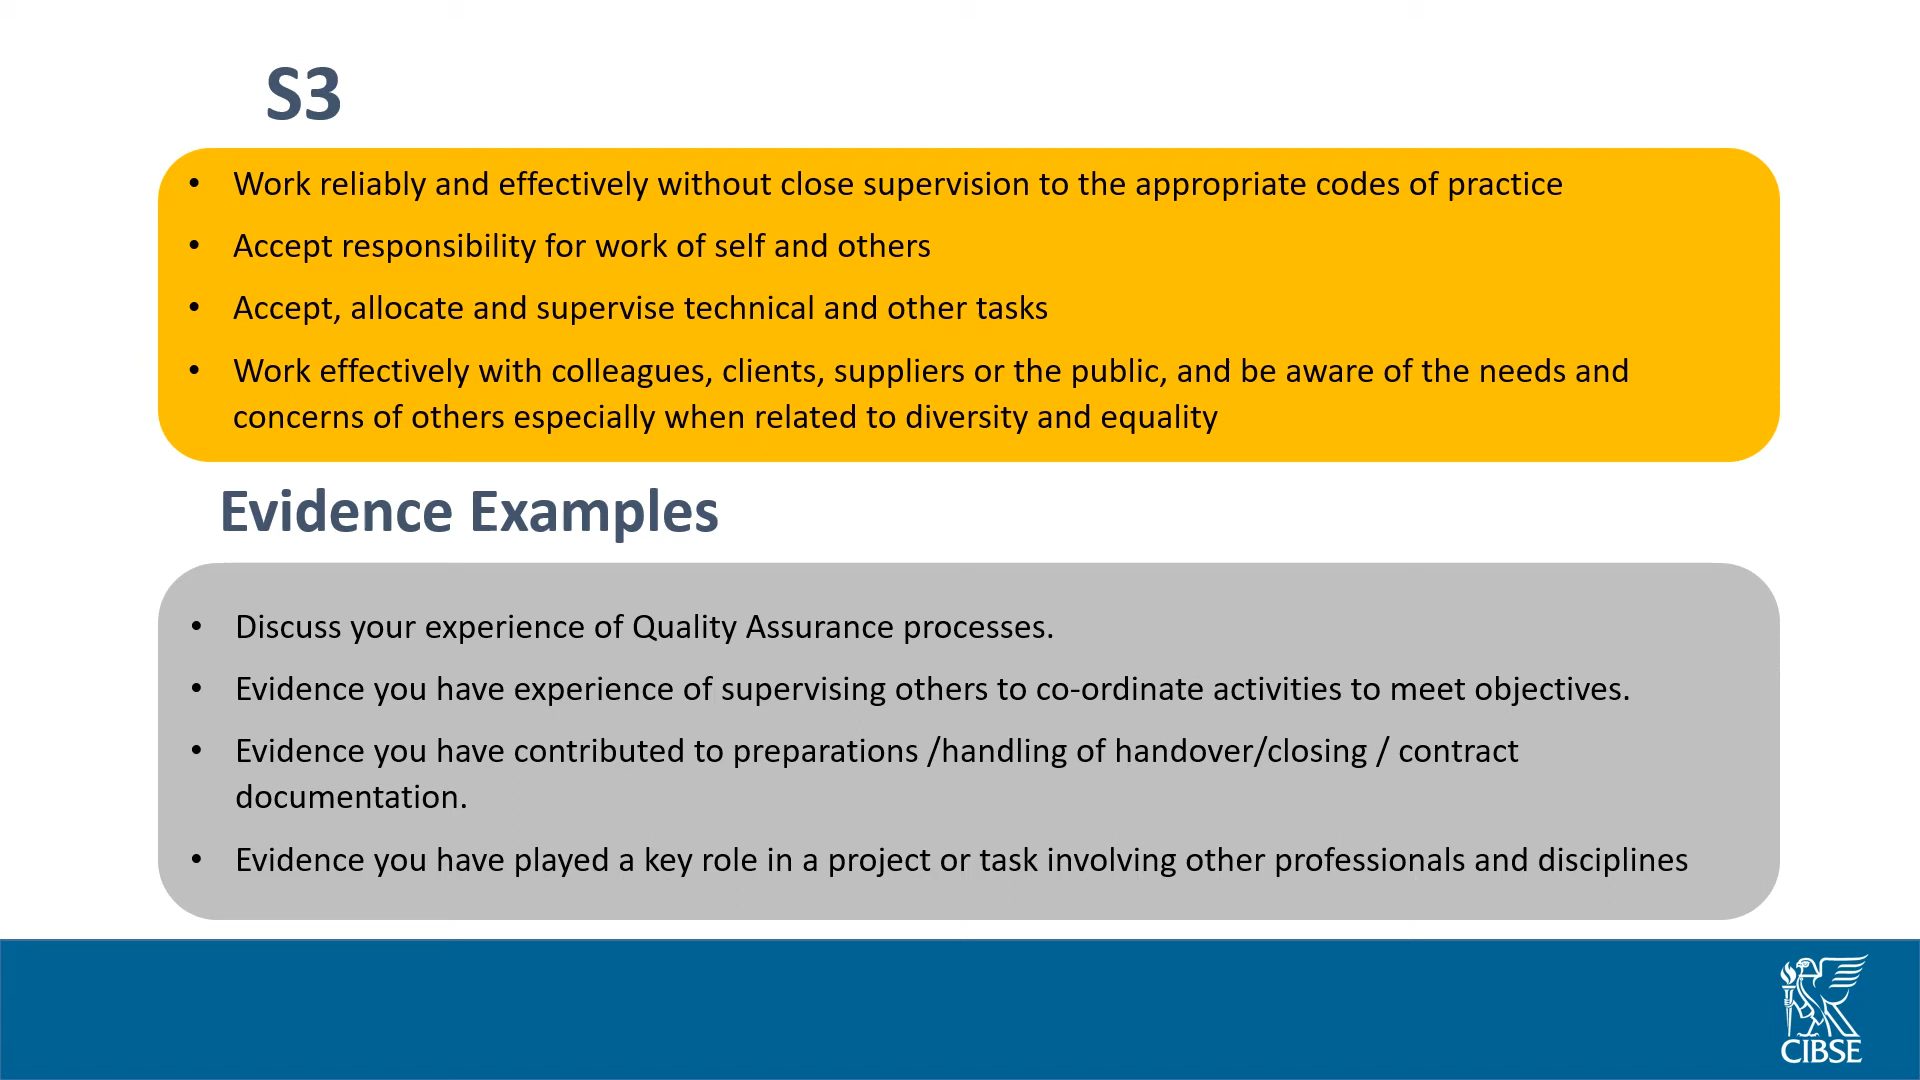 S3
• Work reliably and effectively without close supervision to the appropriate codes of practice
• Accept responsibility for work of self and others
• Accept, allocate and supervise technical and other tasks
• Work effectively with colleagues, clients, suppliers or the public, and be aware of the needs and
concerns of others especially when related to diversity and equality
Evidence Examples
• Discuss your experience of Quality Assurance processes.
• Evidence you have experience of supervising others to co-ordinate activities to meet objectives.
• Evidence you have contributed to preparations /handling of handover/closing / contract
documentation.
• Evidence you have played a key role in a project or task involving other professionals and disciplines
CIBSE